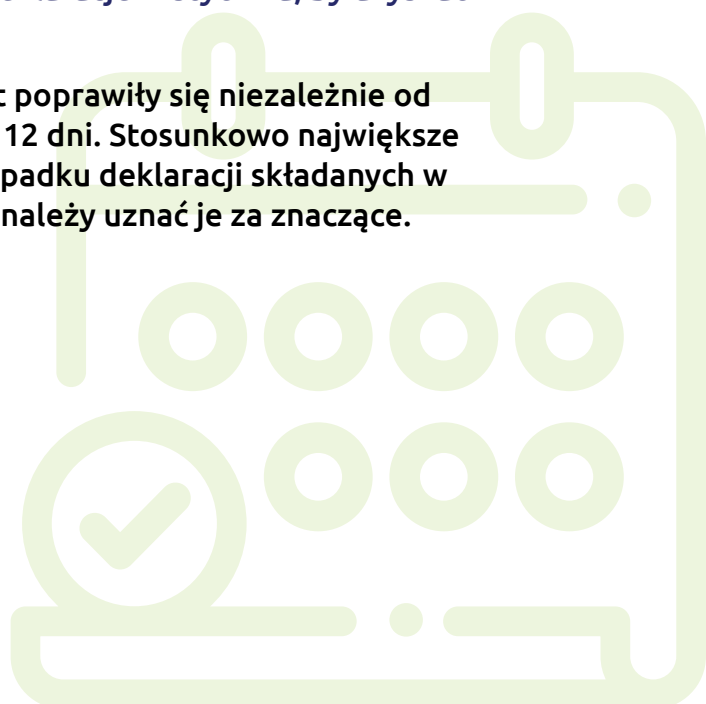 t poprawiły się niezależnie od
12 dni. Stosunkowo największe
padku deklaracji składanych w
należy uznać je za znaczące.